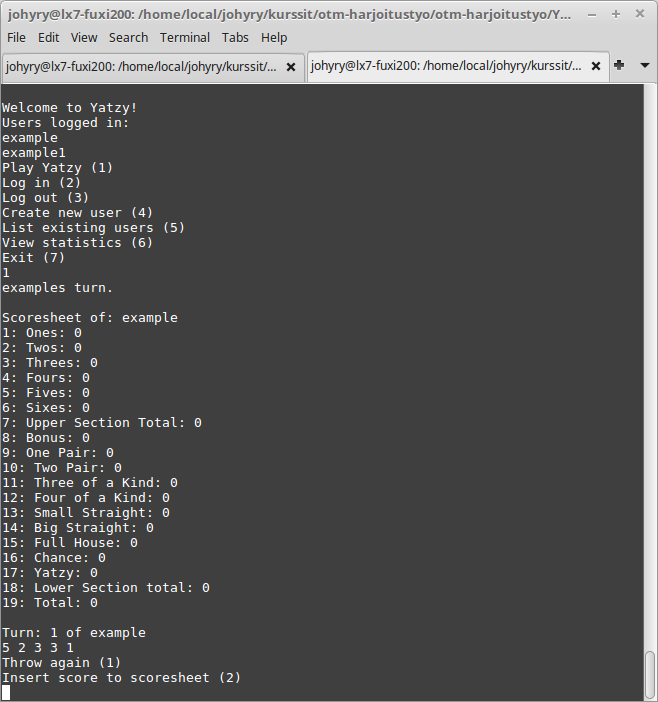 johyry@lx7-fuxi200: /home/local/johyry/kurssit/otm-harjoitustyo/otm-harjoitustyo/Y...
File Edit View Search Terminal Tabs Help
johyry@lx7-fuxi200: /home/local/johyry/kurssit/... johyry@lx7-fuxi200: /home/local/johyry/kurssit/...
Welcome to Yatzy!
Users logged in:
example
example1
Play Yatzy (1)
Log in (2)
Log out (3)
Create new user (4)
List existing users (5)
View statistics (6)
Exit (7)
1
examples turn.
Scoresheet of: example
1: Ones: 0
2: Twos: 0
3: Threes: 0
4: Fours: 0
5: Fives: 0
6: Sixes: 0
7: Upper Section Total: 0
8: Bonus: 0
9: One Pair: 0
10: Two Pair: 0
11: Three of a Kind: 0
12: Four of a Kind: 0
13: Small Straight: 0
14: Big Straight: 0
15: Full House: 0
16: Chance: 0
17: Yatzy: 0
18: Lower Section total: 0
19: Total: 0
Turn: 1 of example
5 2 3 3 1
Throw again (1)
Insert score to scoresheet (2)